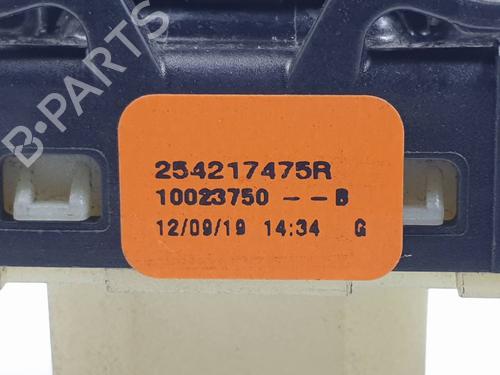 B-PARTS
254217475R
10023750 -- B
12/09/19 14:34 G